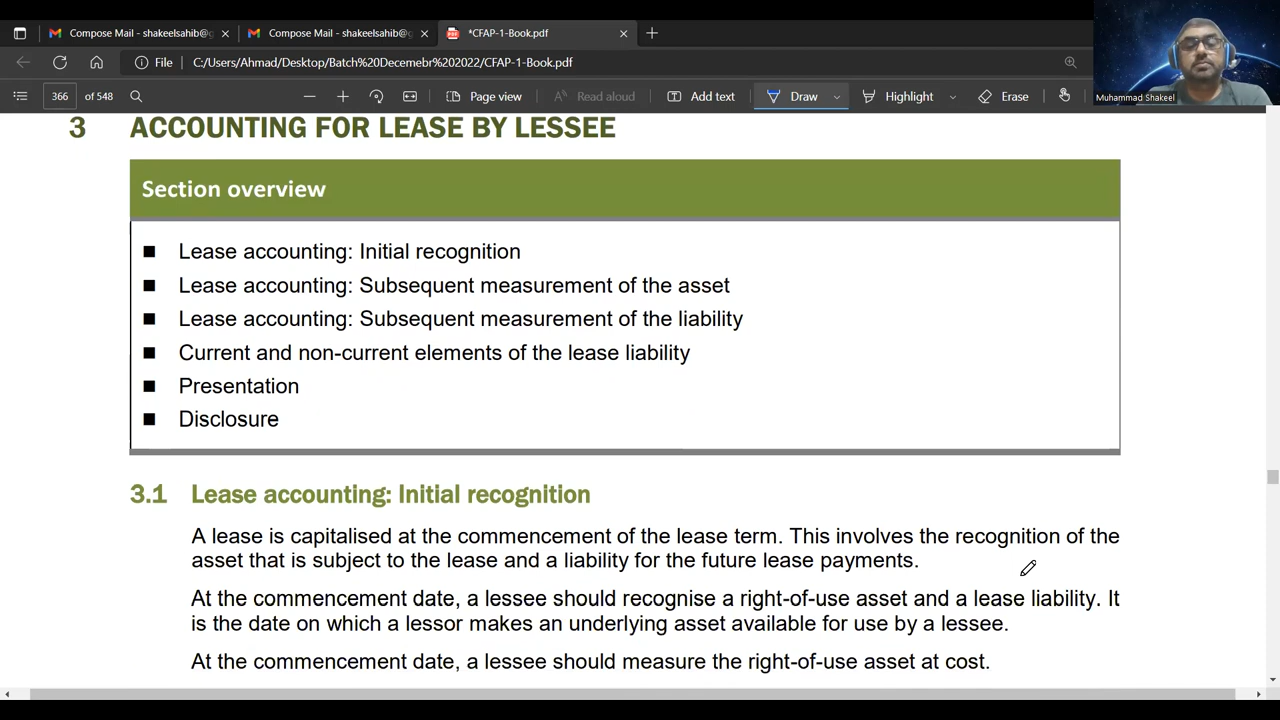 Compose Mail - shakeelsahib@g
Compose Mail - shakeelsahib@g
*CFAP-1-Book.pdf
File C:/Users/Ahmad/Desktop/Batch%20Decemebr%202022/CFAP-1-Book.pdf
366 of 548
Page view
Read aloud
Add text
Draw
Highlight
Erase
Muhammad Shakeel
3 ACCOUNTING FOR LEASE BY LESSEE
Section overview
■ Lease accounting: Initial recognition
■ Lease accounting: Subsequent measurement of the asset
■ Lease accounting: Subsequent measurement of the liability
■ Current and non-current elements of the lease liability
■ Presentation
■ Disclosure
3.1 Lease accounting: Initial recognition
A lease is capitalised at the commencement of the lease term. This involves the recognition of the
asset that is subject to the lease and a liability for the future lease payments.
At the commencement date, a lessee should recognise a right-of-use asset and a lease liability. It
is the date on which a lessor makes an underlying asset available for use by a lessee.
At the commencement date, a lessee should measure the right-of-use asset at cost.